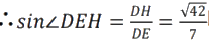 ∴sin∠DEH = DH/DE = √42/7